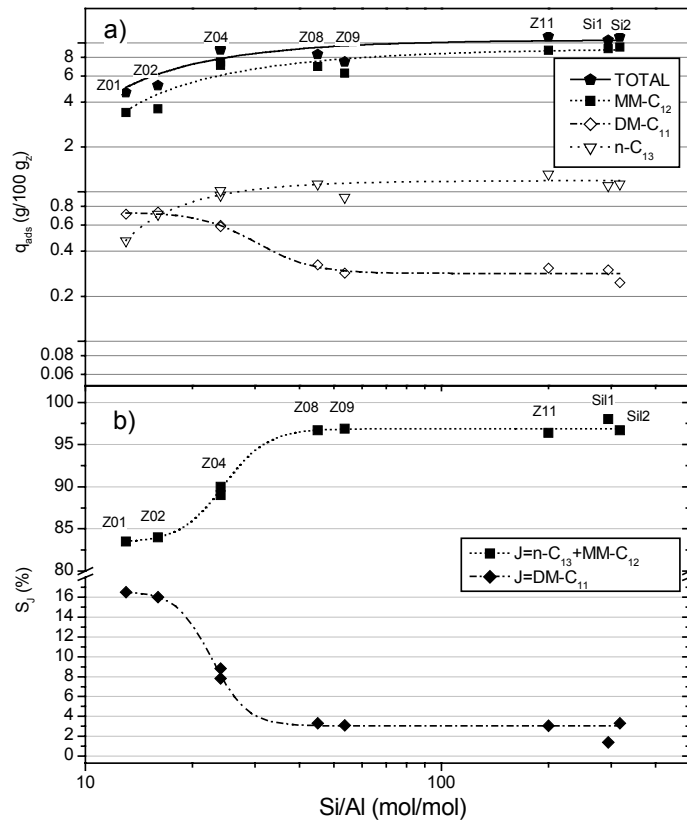 a)
Z01
Z02
Z04
Z08
Z09
Z11
Si1
Si2
8
6
4
2
0.8
0.6
0.4
0.2
0.08
0.06
q_ads (g/100 g_z)
TOTAL
MM-C₁₂
DM-C₁₁
n-C₁₃
b)
Z01
Z02
Z04
Z08
Z09
Z11
Sil1
Sil2
100
95
90
85
80
16
14
12
10
8
6
4
2
0
S_J (%)
J=n-C₁₃+MM-C₁₂
J=DM-C₁₁
10
100
Si/Al (mol/mol)